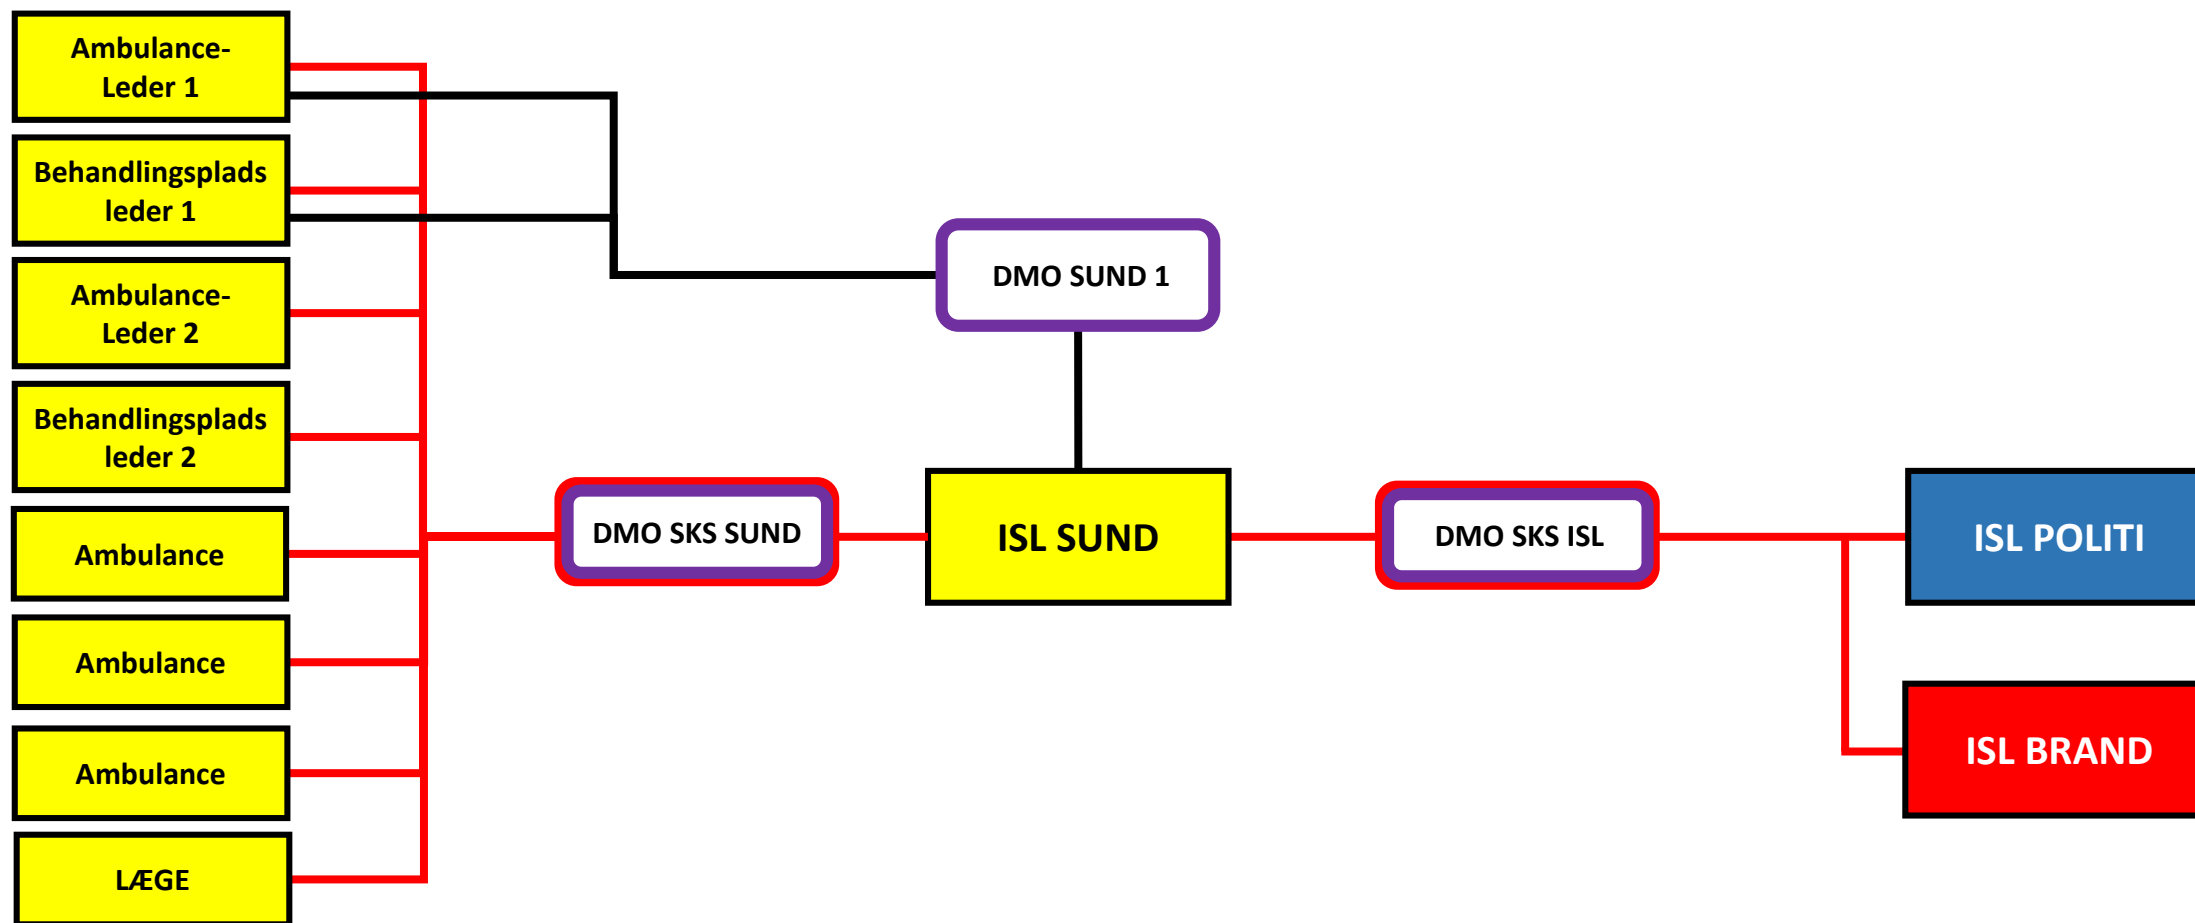 Ambulance-
Leder 1
Behandlingsplads
leder 1
Ambulance-
Leder 2
Behandlingsplads
leder 2
Ambulance
Ambulance
Ambulance
LÆGE
DMO SUND 1
DMO SKS SUND
ISL SUND
DMO SKS ISL
ISL POLITI
ISL BRAND